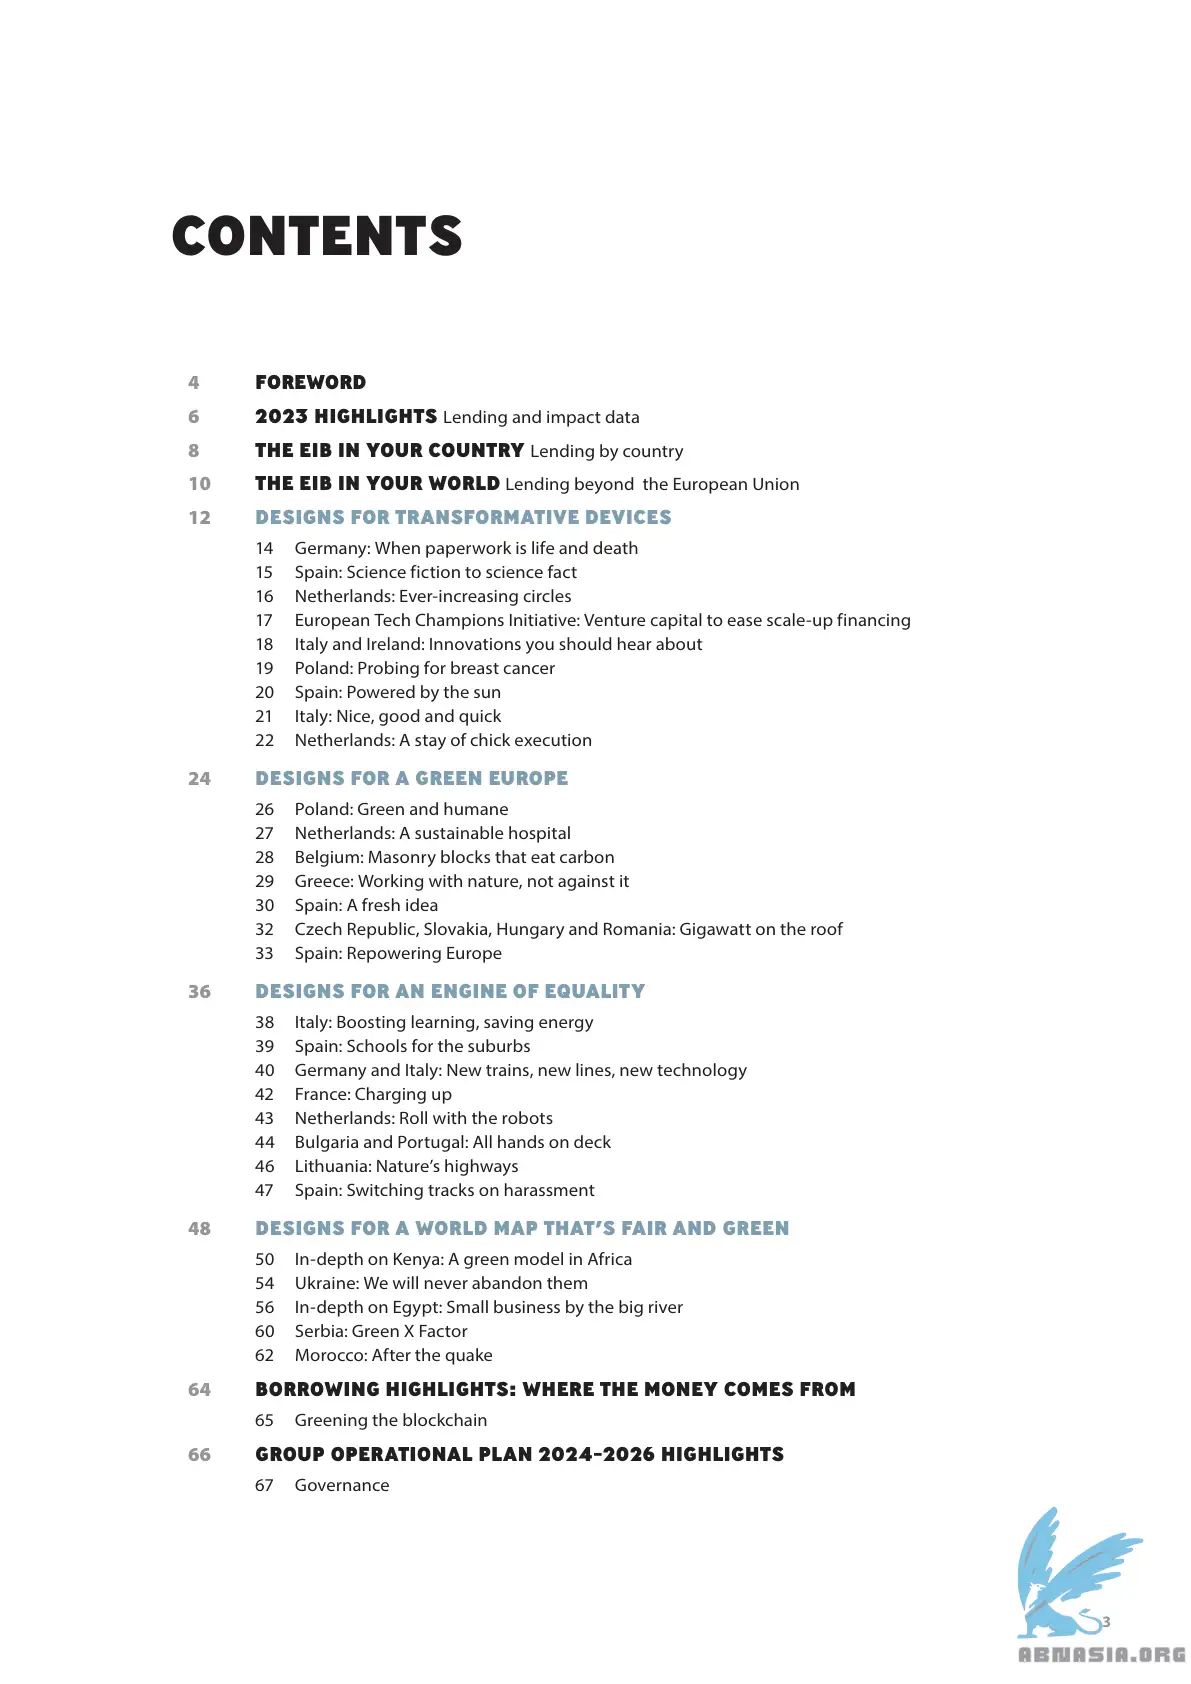 CONTENTS
4 FOREWORD
6 2023 HIGHLIGHTS Lending and impact data
8 THE EIB IN YOUR COUNTRY Lending by country
10 THE EIB IN YOUR WORLD Lending beyond the European Union
12 DESIGNS FOR TRANSFORMATIVE DEVICES
14 Germany: When paperwork is life and death
15 Spain: Science fiction to science fact
16 Netherlands: Ever-increasing circles
17 European Tech Champions Initiative: Venture capital to ease scale-up financing
18 Italy and Ireland: Innovations you should hear about
19 Poland: Probing for breast cancer
20 Spain: Powered by the sun
21 Italy: Nice, good and quick
22 Netherlands: A stay of chick execution
24 DESIGNS FOR A GREEN EUROPE
26 Poland: Green and humane
27 Netherlands: A sustainable hospital
28 Belgium: Masonry blocks that eat carbon
29 Greece: Working with nature, not against it
30 Spain: A fresh idea
32 Czech Republic, Slovakia, Hungary and Romania: Gigawatt on the roof
33 Spain: Repowering Europe
36 DESIGNS FOR AN ENGINE OF EQUALITY
38 Italy: Boosting learning, saving energy
39 Spain: Schools for the suburbs
40 Germany and Italy: New trains, new lines, new technology
42 France: Charging up
43 Netherlands: Roll with the robots
44 Bulgaria and Portugal: All hands on deck
46 Lithuania: Nature’s highways
47 Spain: Switching tracks on harassment
48 DESIGNS FOR A WORLD MAP THAT’S FAIR AND GREEN
50 In-depth on Kenya: A green model in Africa
54 Ukraine: We will never abandon them
56 In-depth on Egypt: Small business by the big river
60 Serbia: Green X Factor
62 Morocco: After the quake
64 BORROWING HIGHLIGHTS: WHERE THE MONEY COMES FROM
65 Greening the blockchain
66 GROUP OPERATIONAL PLAN 2024-2026 HIGHLIGHTS
67 Governance
3
ABNASIA.ORG